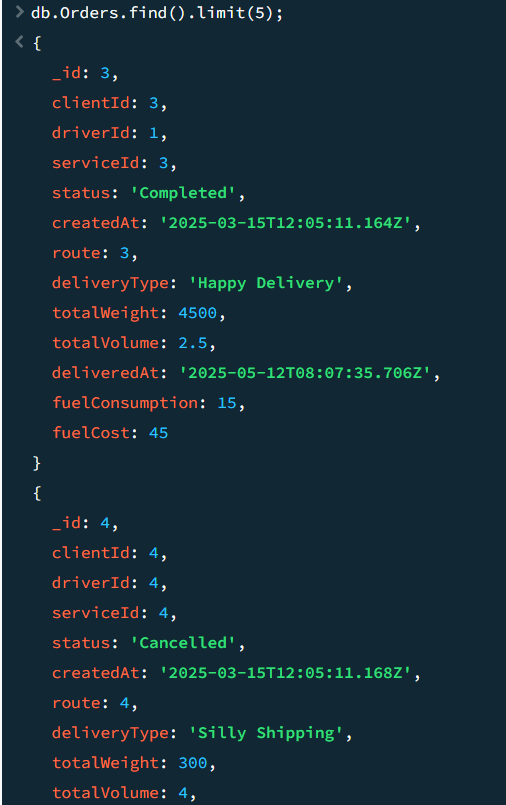 > db.Orders.find().limit(5);
< {
_id: 3,
clientId: 3,
driverId: 1,
serviceId: 3,
status: 'Completed',
createdAt: '2025-03-15T12:05:11.164Z',
route: 3,
deliveryType: 'Happy Delivery',
totalWeight: 4500,
totalVolume: 2.5,
deliveredAt: '2025-05-12T08:07:35.706Z',
fuelConsumption: 15,
fuelCost: 45
}
{
_id: 4,
clientId: 4,
driverId: 4,
serviceId: 4,
status: 'Cancelled',
createdAt: '2025-03-15T12:05:11.168Z',
route: 4,
deliveryType: 'Silly Shipping',
totalWeight: 300,
totalVolume: 4,